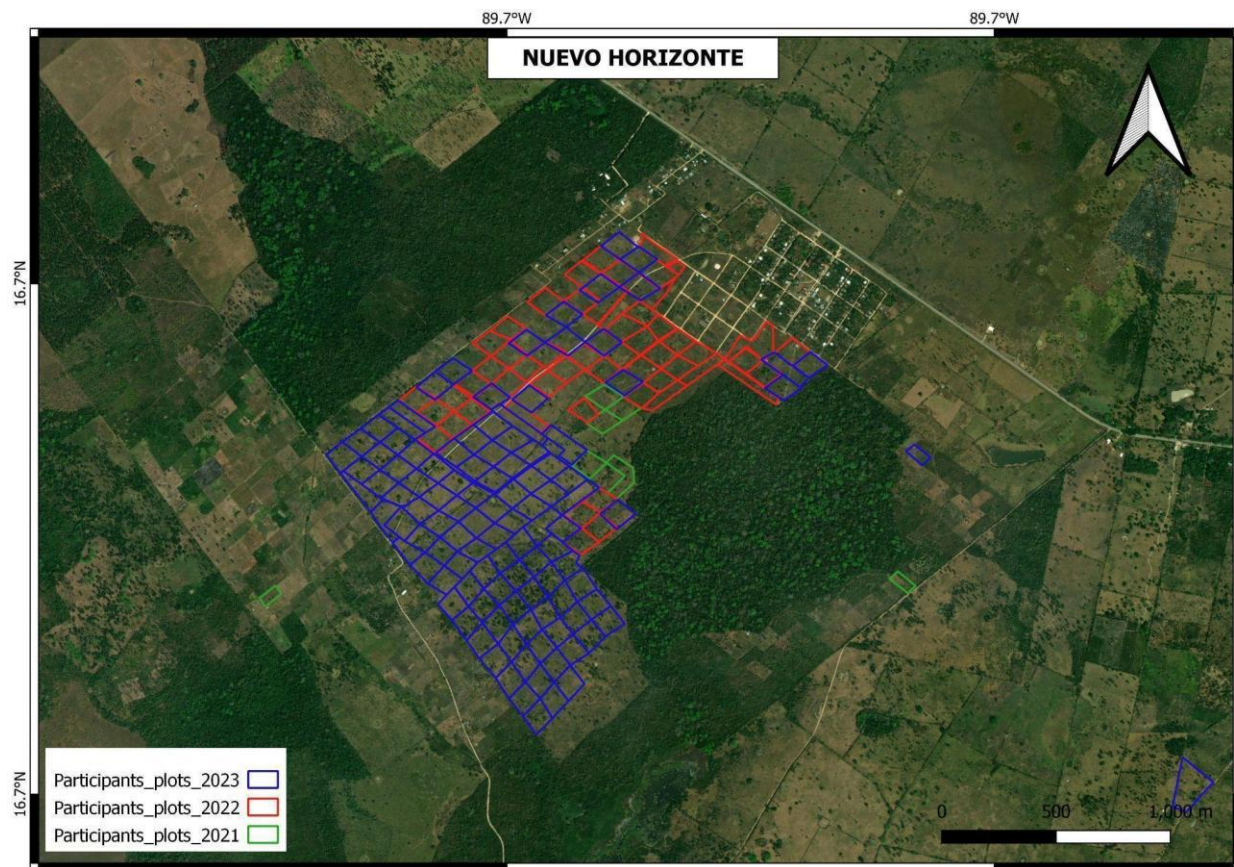 89.7°W
89.7°W
NUEVO HORIZONTE
16.7°N
16.7°N
Participants_plots_2023
Participants_plots_2022
Participants_plots_2021
0
500
1,000 m